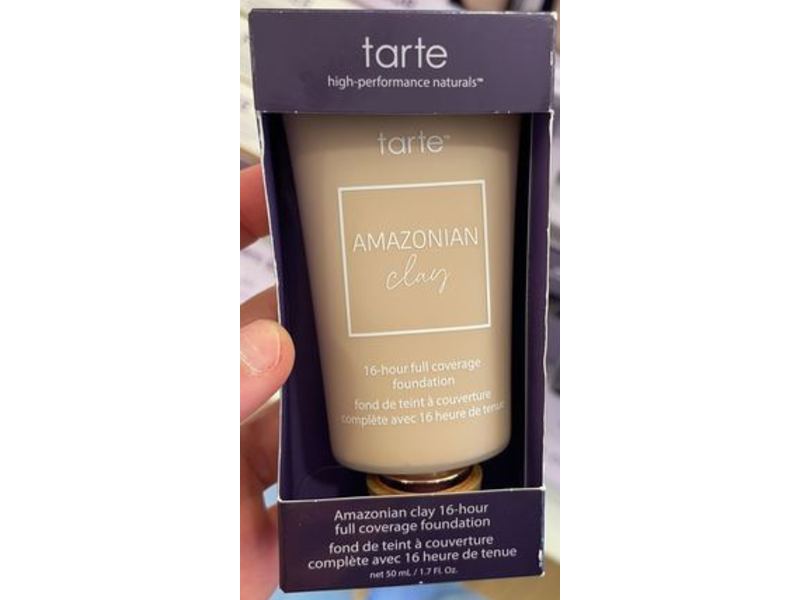 tarte
high-performance naturals™
tarte™
AMAZONIAN
clay
16-hour full coverage
foundation
fond de teint à couverture
complète avec 16 heure de tenue
Amazonian clay 16-hour
full coverage foundation
fond de teint à couverture
complète avec 16 heure de tenue
net 50 mL / 1.7 Fl. Oz.